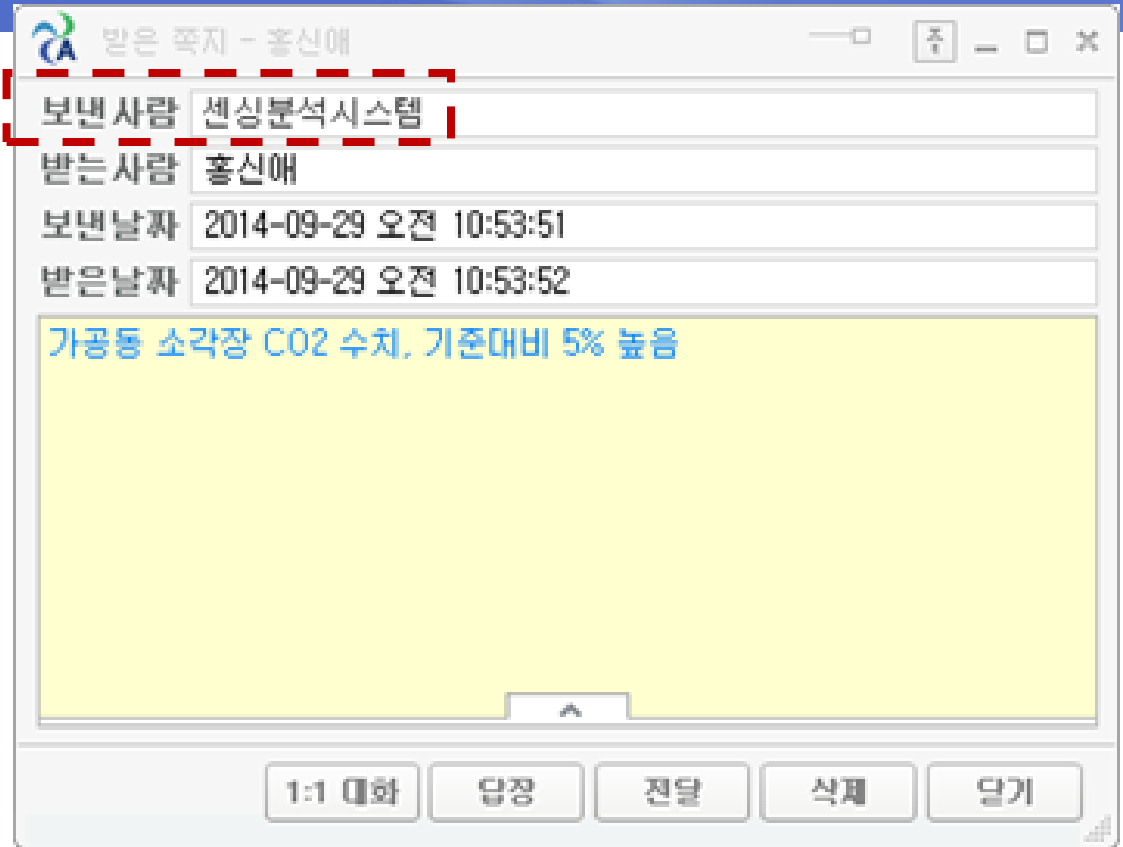 받은 쪽지 - 홍신애
보낸사람 센싱분석시스템
받는사람 홍신애
보낸날짜 2014-09-29 오전 10:53:51
받은날짜 2014-09-29 오전 10:53:52
가공동 소각장 CO2 수치, 기준대비 5% 높음
1:1 대화 답장 전달 삭제 닫기